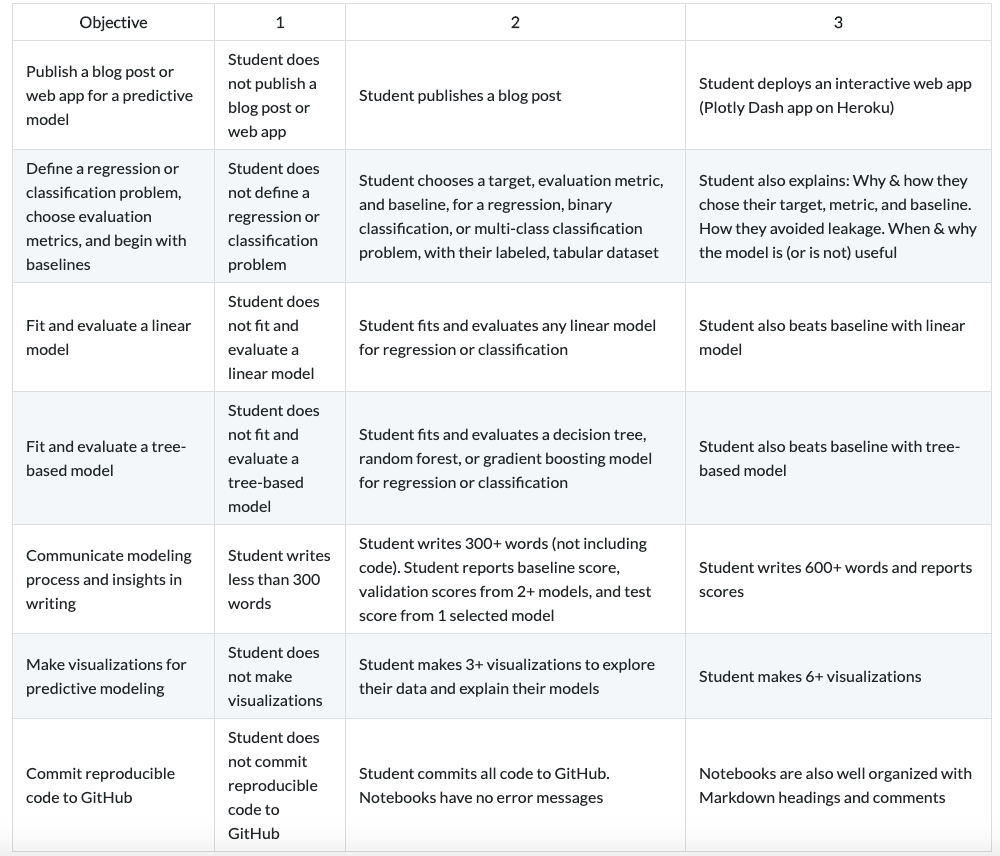 Objective
1
2
3
Publish a blog post or
web app for a predictive
model
Student does
not publish a
blog post or
web app
Student publishes a blog post
Student deploys an interactive web app
(Plotly Dash app on Heroku)
Define a regression or
classification problem,
choose evaluation
metrics, and begin with
baselines
Student does
not define a
regression or
classification
problem
Student chooses a target, evaluation metric,
and baseline, for a regression, binary
classification, or multi-class classification
problem, with their labeled, tabular dataset
Student also explains: Why & how they
chose their target, metric, and baseline.
How they avoided leakage. When & why
the model is (or is not) useful
Fit and evaluate a linear
model
Student does
not fit and
evaluate a
linear model
Student fits and evaluates any linear model
for regression or classification
Student also beats baseline with linear
model
Fit and evaluate a tree-
based model
Student does
not fit and
evaluate a
tree-based
model
Student fits and evaluates a decision tree,
random forest, or gradient boosting model
for regression or classification
Student also beats baseline with tree-
based model
Communicate modeling
process and insights in
writing
Student writes
less than 300
words
Student writes 300+ words (not including
code). Student reports baseline score,
validation scores from 2+ models, and test
score from 1 selected model
Student writes 600+ words and reports
scores
Make visualizations for
predictive modeling
Student does
not make
visualizations
Student makes 3+ visualizations to explore
their data and explain their models
Student makes 6+ visualizations
Commit reproducible
code to GitHub
Student does
not commit
reproducible
code to
GitHub
Student commits all code to GitHub.
Notebooks have no error messages
Notebooks are also well organized with
Markdown headings and comments